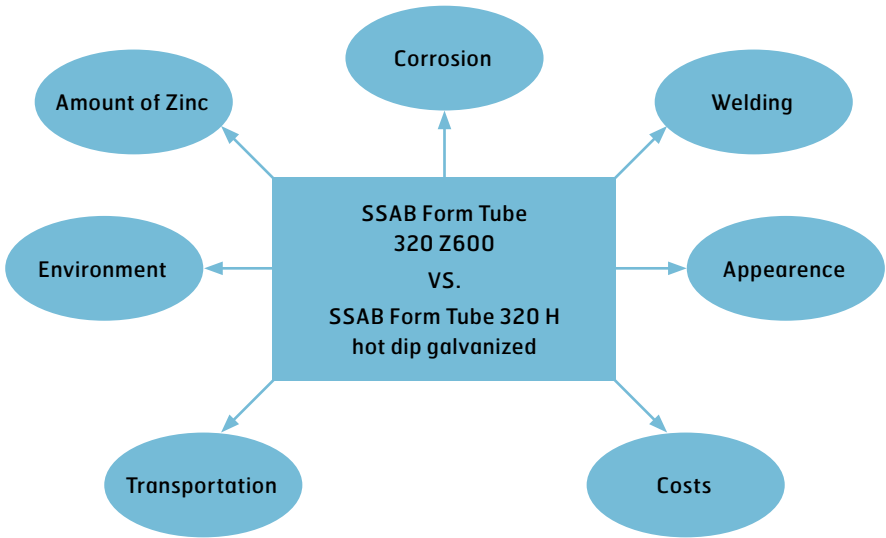 Corrosion
Amount of Zinc
Welding
SSAB Form Tube
320 Z600
VS.
SSAB Form Tube 320 H
hot dip galvanized
Environment
Appearence
Transportation
Costs